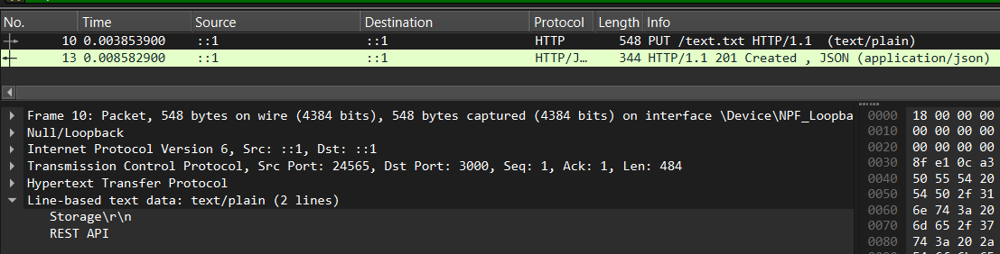 No. Time Source Destination Protocol Length Info
10 0.003853900 ::1 ::1 HTTP 548 PUT /text.txt HTTP/1.1  (text/plain)
13 0.008582900 ::1 ::1 HTTP/J… 344 HTTP/1.1 201 Created , JSON (application/json)
Frame 10: Packet, 548 bytes on wire (4384 bits), 548 bytes captured (4384 bits) on interface \Device\NPF_Loopba
Null/Loopback
Internet Protocol Version 6, Src: ::1, Dst: ::1
Transmission Control Protocol, Src Port: 24565, Dst Port: 3000, Seq: 1, Ack: 1, Len: 484
Hypertext Transfer Protocol
Line-based text data: text/plain (2 lines)
Storage\r\n
REST API
0000 18 00 00 00
0010 00 00 00 00
0020 00 00 00 00
0030 8f e1 0c a3
0040 50 55 54 20
0050 54 50 2f 31
0060 6e 74 3a 20
0070 6d 65 2f 37
0080 74 3a 20 2a